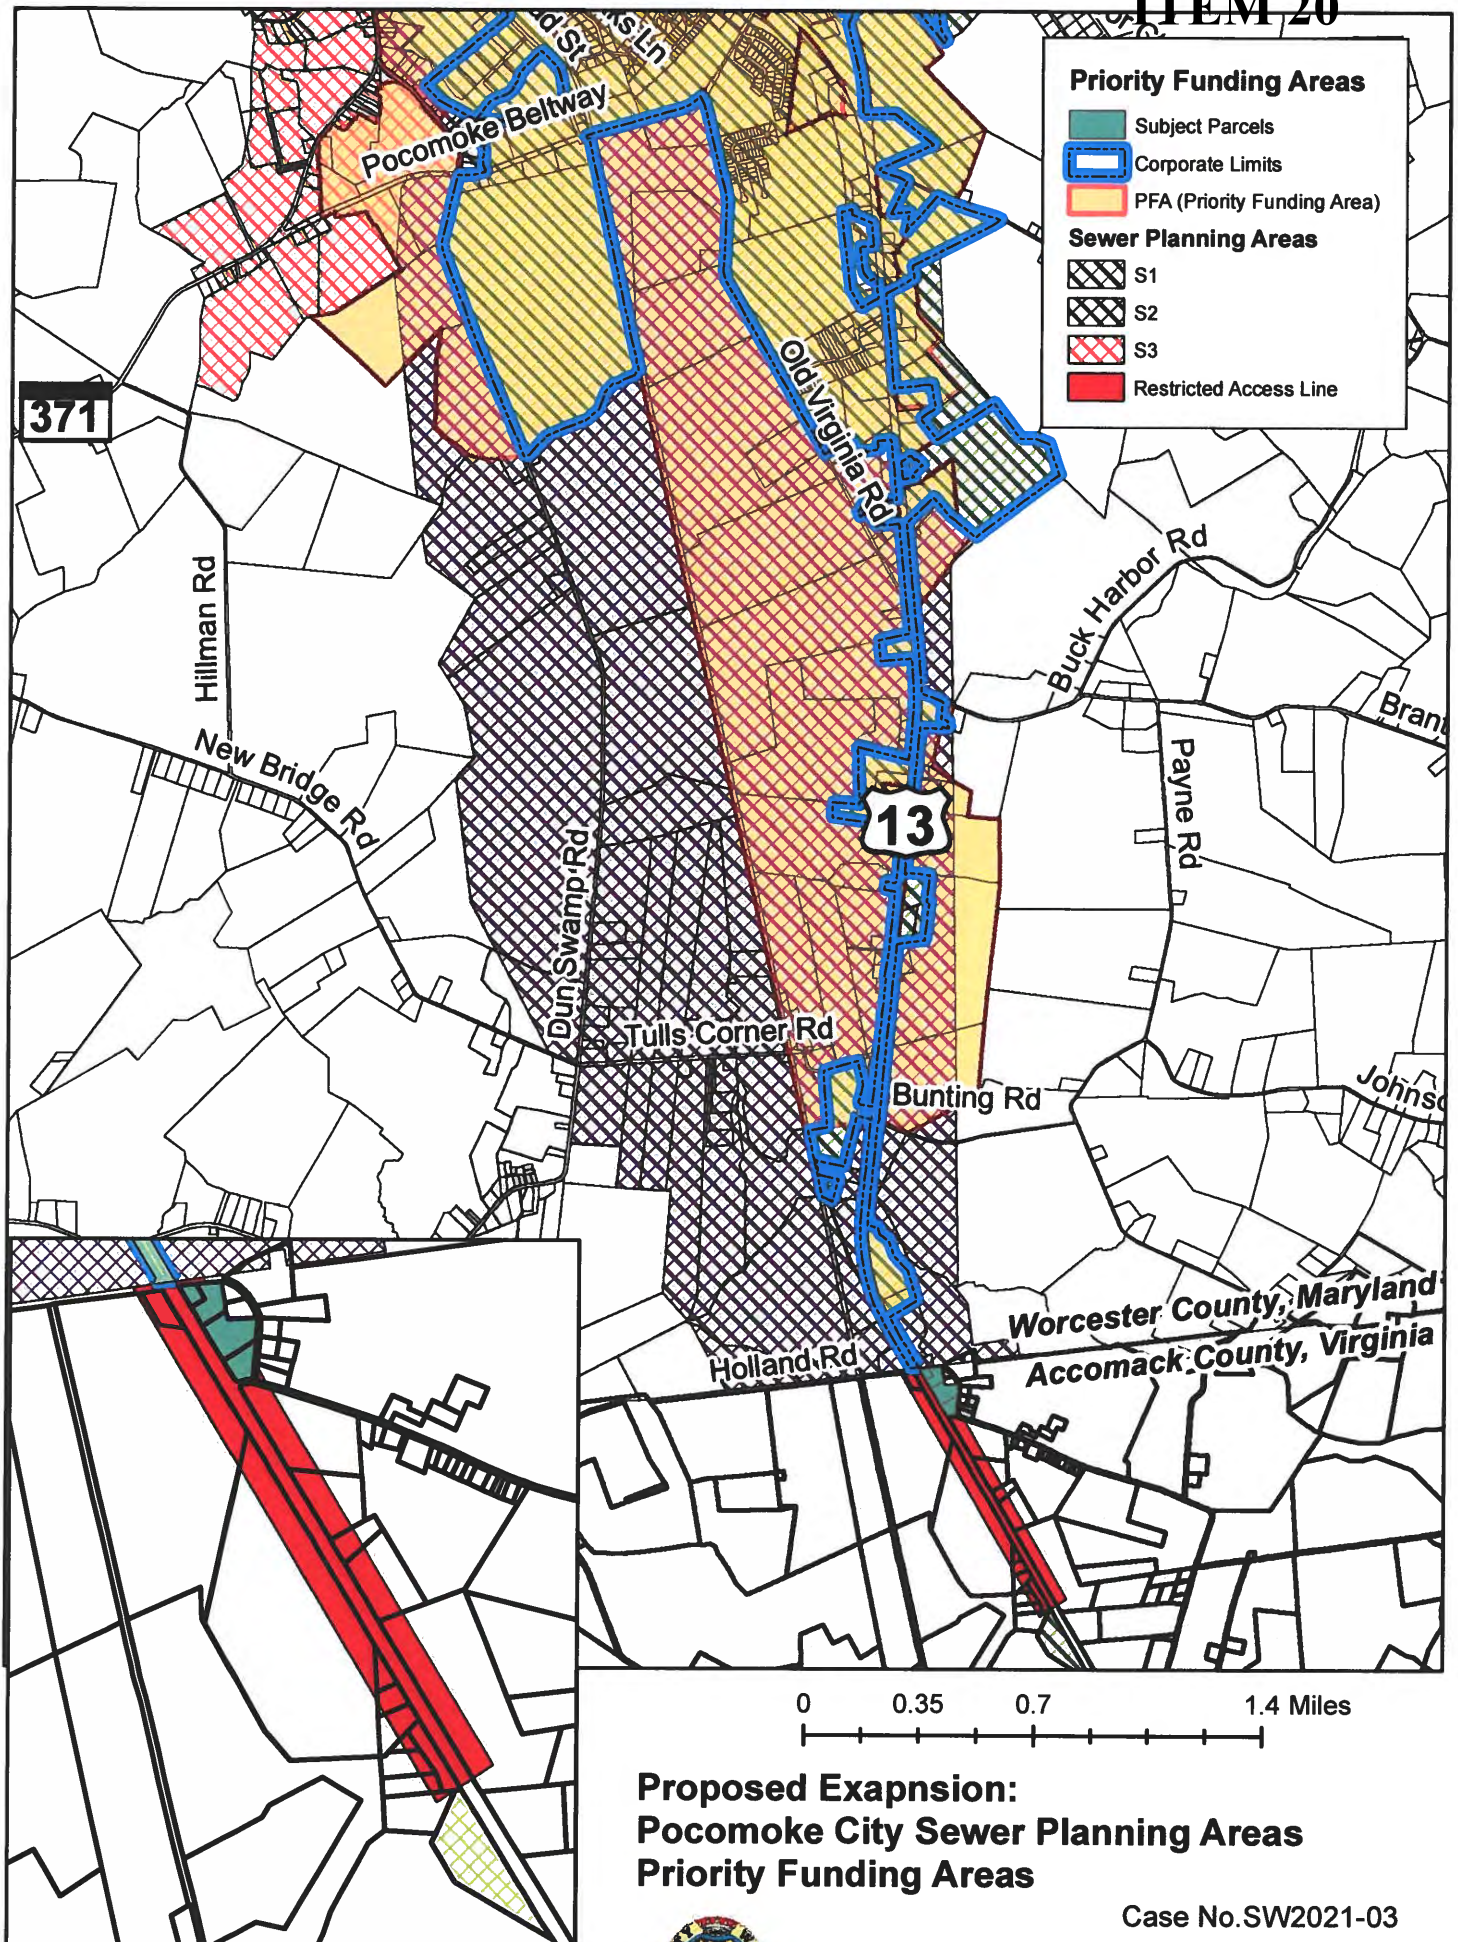 ITEM 20
Priority Funding Areas
Subject Parcels
Corporate Limits
PFA (Priority Funding Area)
Sewer Planning Areas
S1
S2
S3
Restricted Access Line
St
Ln
Pocomoke Beltway
371
Old Virginia Rd
Hillman Rd
Buck Harbor Rd
New Bridge Rd
Payne Rd
13
Dun Swamp Rd
Tulls Corner Rd
Bunting Rd
Worcester County, Maryland
Accomack County, Virginia
Holland Rd
0 0.35 0.7 1.4 Miles
Proposed Exapnsion:
Pocomoke City Sewer Planning Areas
Priority Funding Areas
Case No.SW2021-03